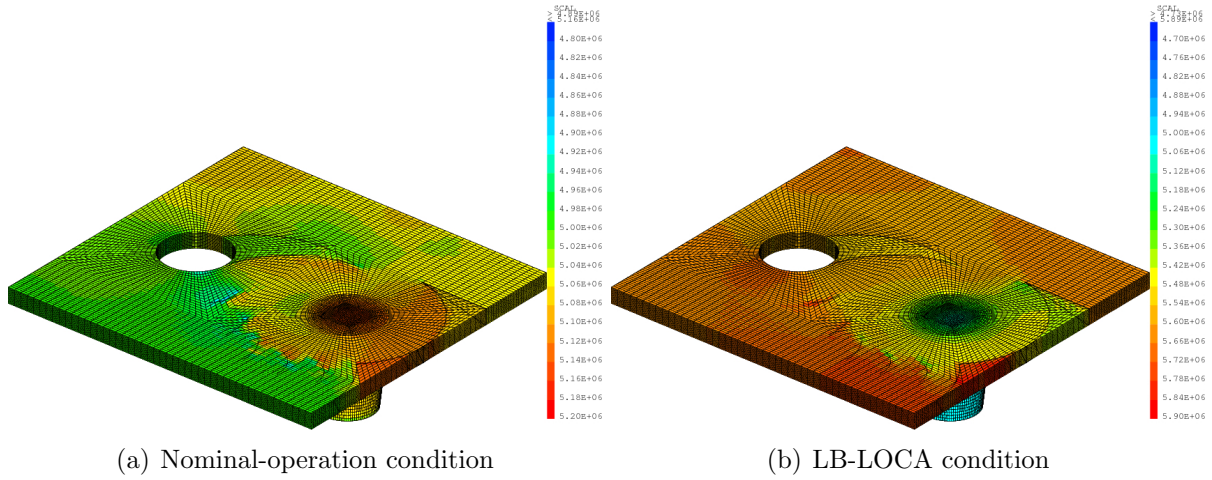 SCAL
> 4.89E+06
< 5.16E+06
4.80E+06
4.82E+06
4.84E+06
4.86E+06
4.88E+06
4.90E+06
4.92E+06
4.94E+06
4.96E+06
4.98E+06
5.00E+06
5.02E+06
5.04E+06
5.06E+06
5.08E+06
5.10E+06
5.12E+06
5.14E+06
5.16E+06
5.18E+06
5.20E+06
(a) Nominal-operation condition
SCAL
> 4.73E+06
< 5.89E+06
4.70E+06
4.76E+06
4.82E+06
4.88E+06
4.94E+06
5.00E+06
5.06E+06
5.12E+06
5.18E+06
5.24E+06
5.30E+06
5.36E+06
5.42E+06
5.48E+06
5.54E+06
5.60E+06
5.66E+06
5.72E+06
5.78E+06
5.84E+06
5.90E+06
(b) LB-LOCA condition